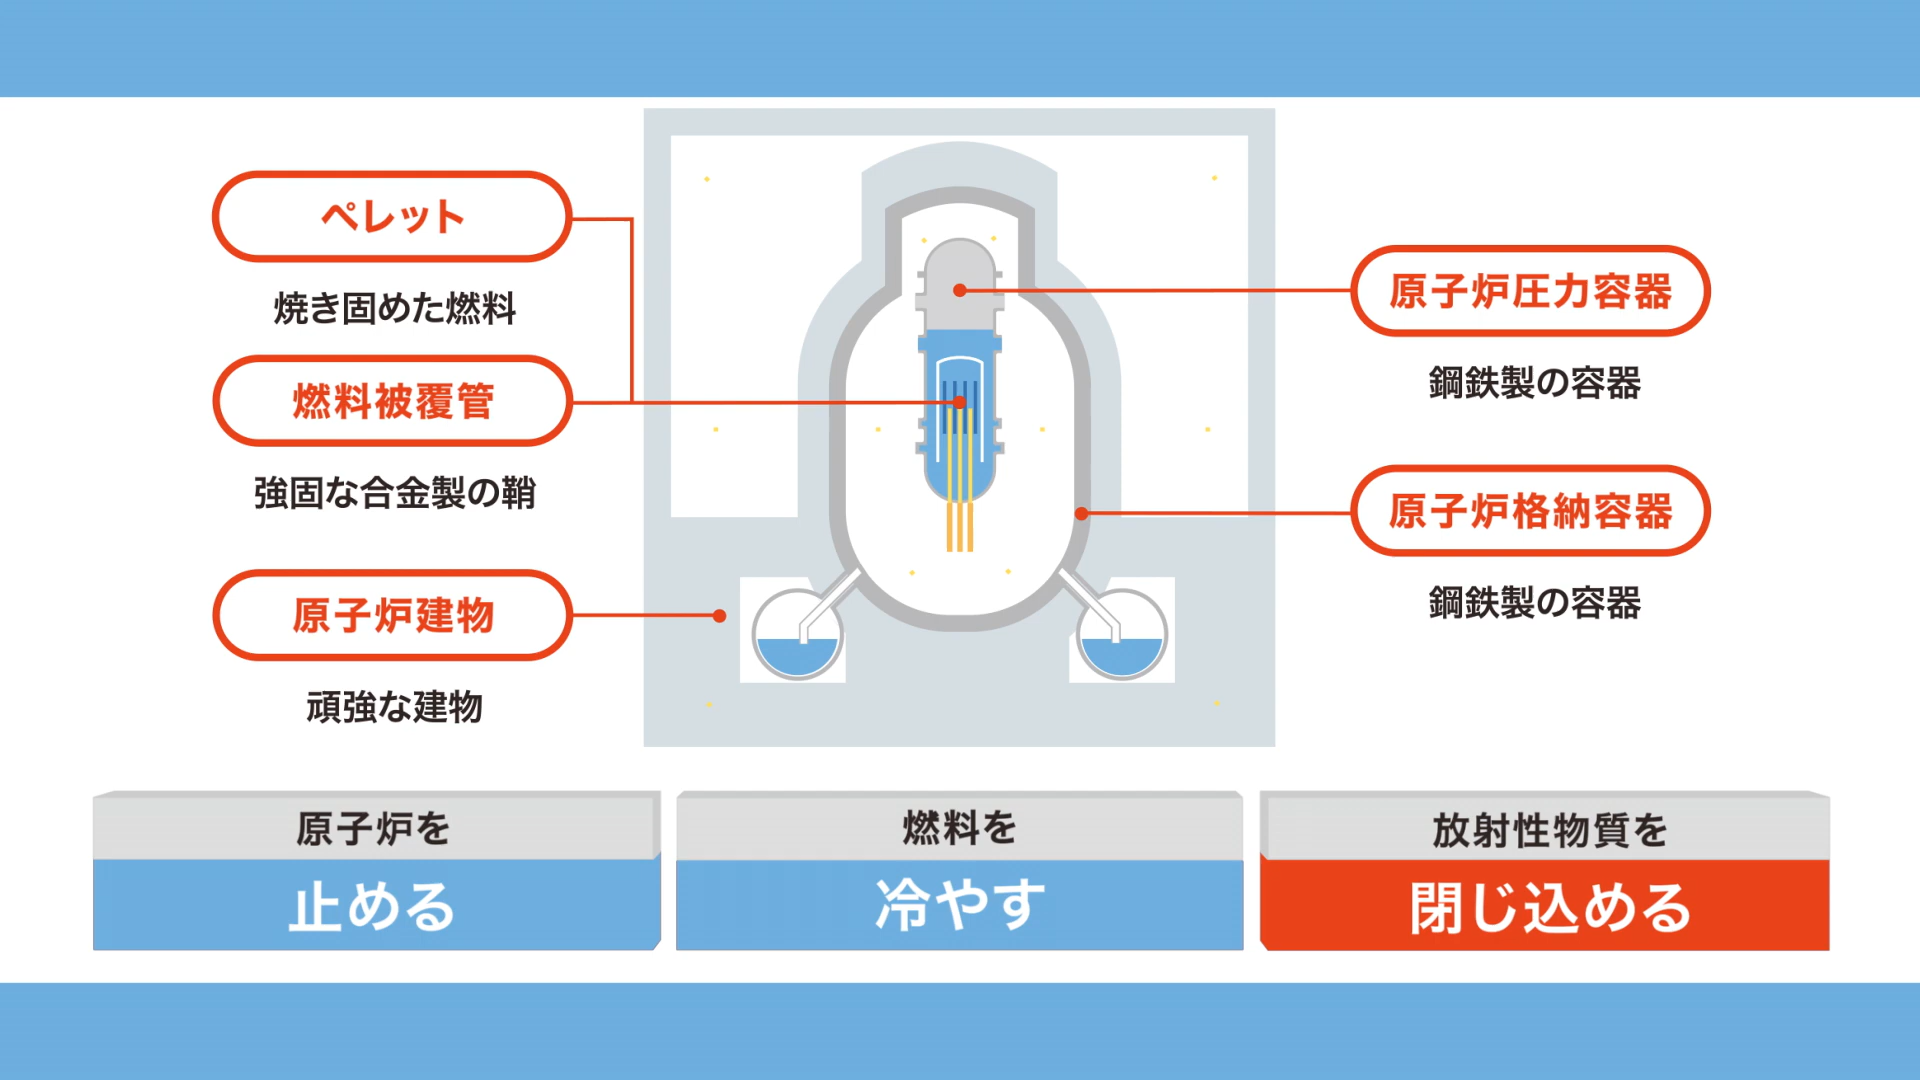 ペレット
焼き固めた燃料
燃料被覆管
強固な合金製の鞘
原子炉建物
頑強な建物
原子炉圧力容器
鋼鉄製の容器
原子炉格納容器
鋼鉄製の容器
原子炉を
止める
燃料を
冷やす
放射性物質を
閉じ込める